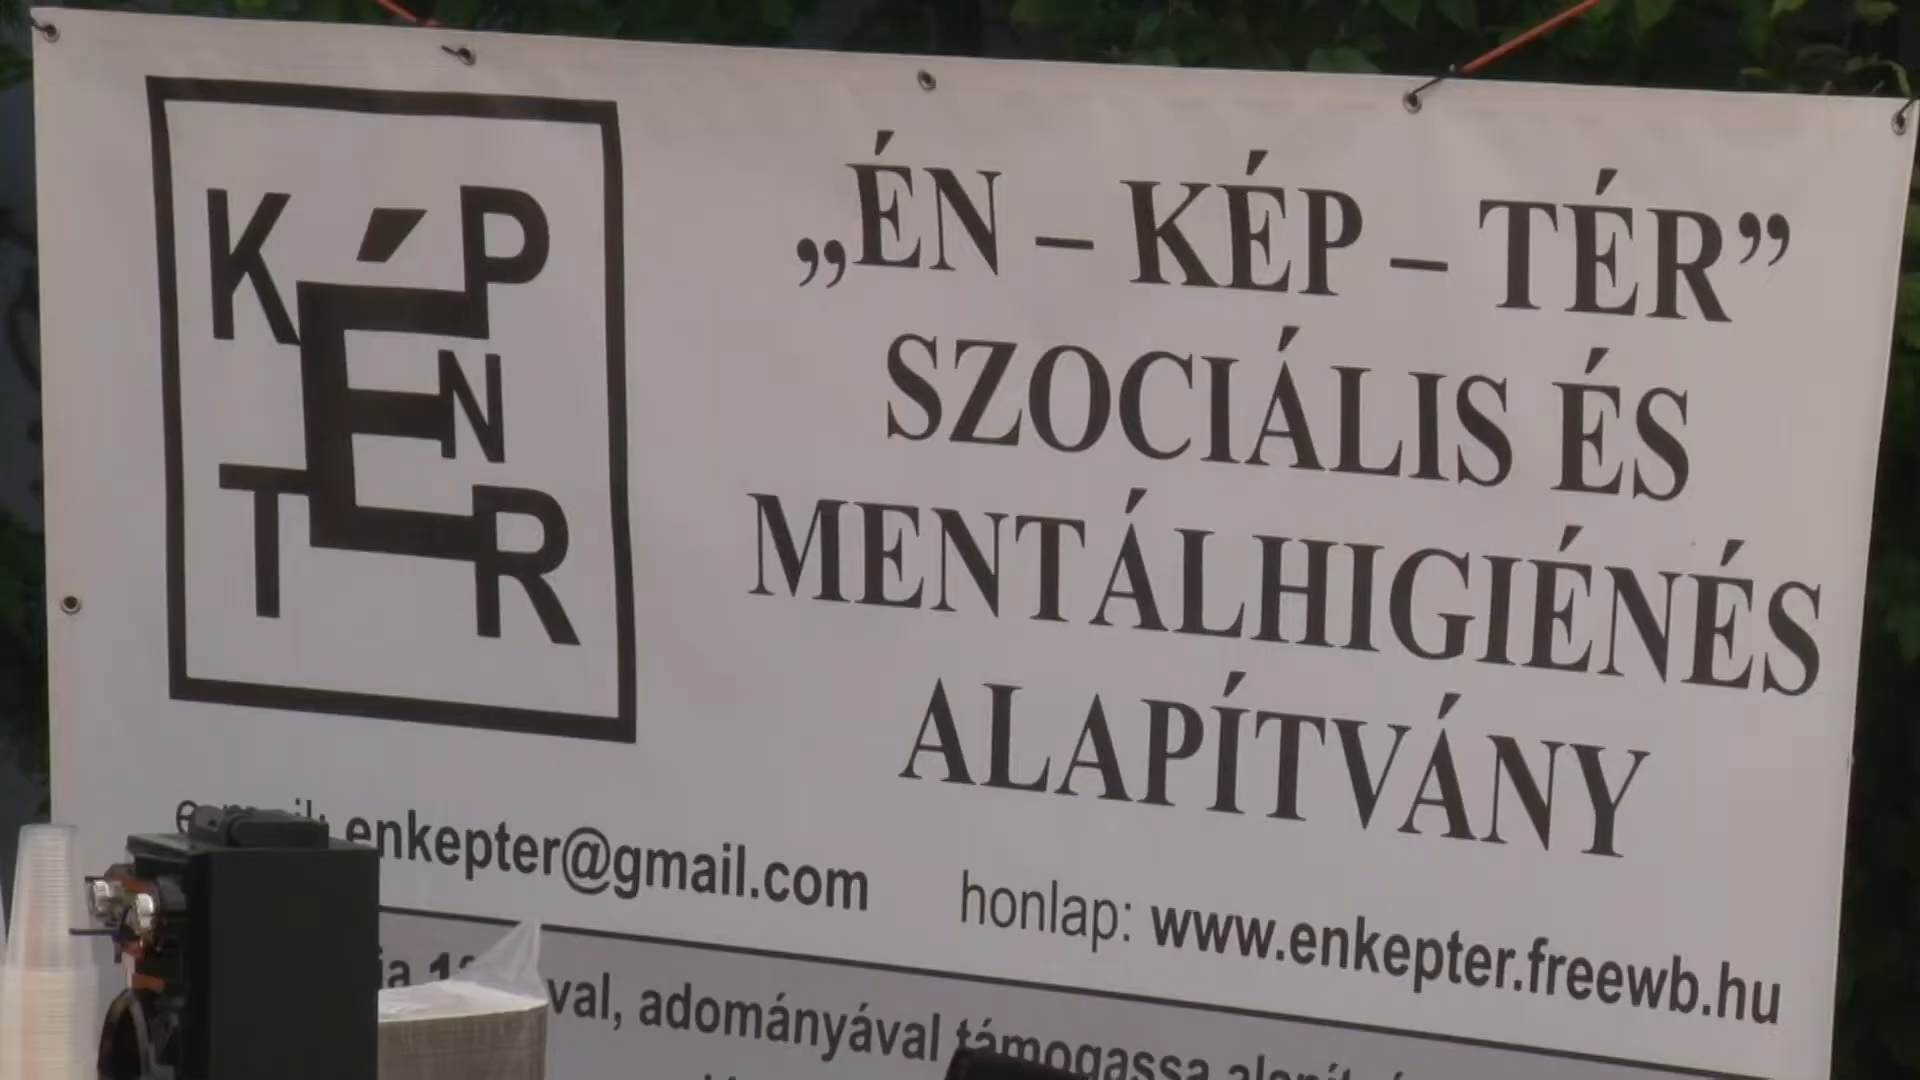 KÉP
ÉN
TÉR
„ÉN – KÉP – TÉR”
SZOCIÁLIS ÉS
MENTÁLHIGIÉNÉS
ALAPÍTVÁNY
enkepter@gmail.com honlap: www.enkepter.freewb.hu
val, adományával támogassa